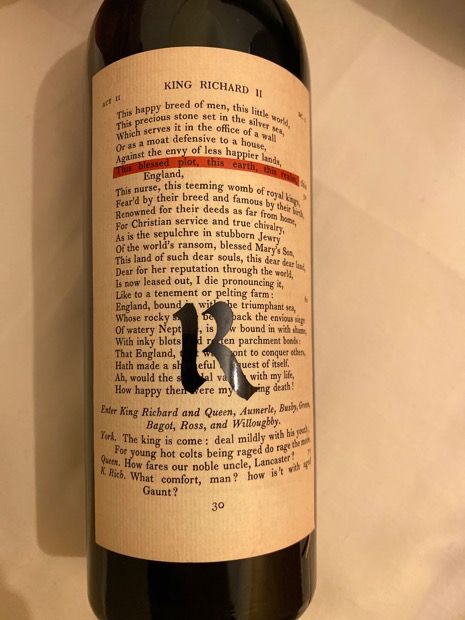 KING RICHARD II
ACT II
This happy breed of men, this little world,
This precious stone set in the silver sea,
Which serves it in the office of a wall
Or as a moat defensive to a house,
Against the envy of less happier lands,
This blessed plot, this earth, this realm, this
England,
This nurse, this teeming womb of royal kings,
Fear'd by their breed and famous by their birth,
Renowned for their deeds as far from home,
For Christian service and true chivalry,
As is the sepulchre in stubborn Jewry
Of the world's ransom, blessed Mary's Son,
This land of such dear souls, this dear dear land,
Dear for her reputation through the world,
Is now leased out, I die pronouncing it,
Like to a tenement or pelting farm:
England, bound in with the triumphant sea,
Whose rocky back the envious siege
Of watery Neptune, is now bound in with shame,
With inky blots parchment bonds:
That England, wont to conquer others,
Hath made a shameful conquest of itself.
Ah, would the with my life,
How happy then were my ing death!
R
Enter King Richard and Queen, Aumerle, Busby, Green,
Bagot, Ross, and Willoughby.
York. The king is come: deal mildly with his youth;
For young hot colts being raged do rage the more.
Queen. How fares our noble uncle, Lancaster?
K. Rich. What comfort, man? how is't with aged
Gaunt?
30